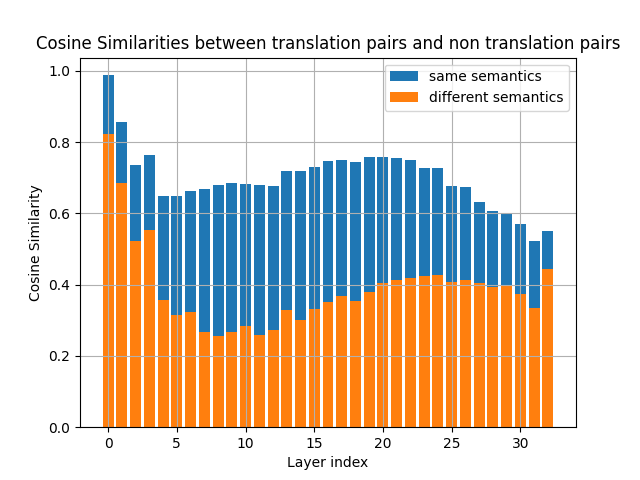 Cosine Similarities between translation pairs and non translation pairs
same semantics
different semantics
Cosine Similarity
1.0
0.8
0.6
0.4
0.2
0.0
0 5 10 15 20 25 30
Layer index